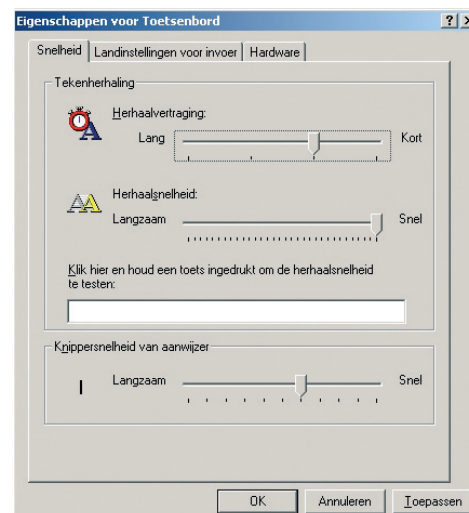 Eigenschappen voor Toetsenbord
Snelheid Landinstellingen voor invoer Hardware
Tekenherhaling
Herhaalvertraging:
Lang Kort
Herhaalsnelheid:
Langzaam Snel
Klik hier en houd een toets ingedrukt om de herhaalsnelheid
te testen:
Knippersnelheid van aanwijzer
Langzaam Snel
OK Annuleren Toepassen